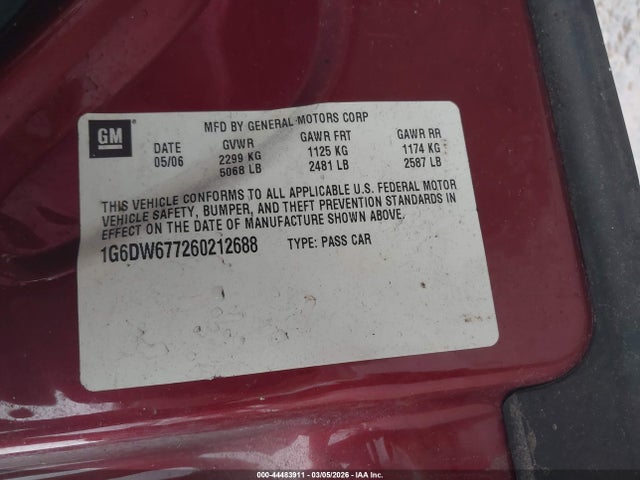 GM
MFD BY GENERAL MOTORS CORP
DATE GVWR GAWR FRT GAWR RR
05/06 2299 KG 1125 KG 1174 KG
5068 LB 2481 LB 2587 LB
THIS VEHICLE CONFORMS TO ALL APPLICABLE U.S. FEDERAL MOTOR
VEHICLE SAFETY, BUMPER, AND THEFT PREVENTION STANDARDS IN
EFFECT ON THE DATE OF MANUFACTURE SHOWN ABOVE.
1G6DW677260212688 TYPE: PASS CAR
000-44483911 - 03/05/2026 - IAA Inc.